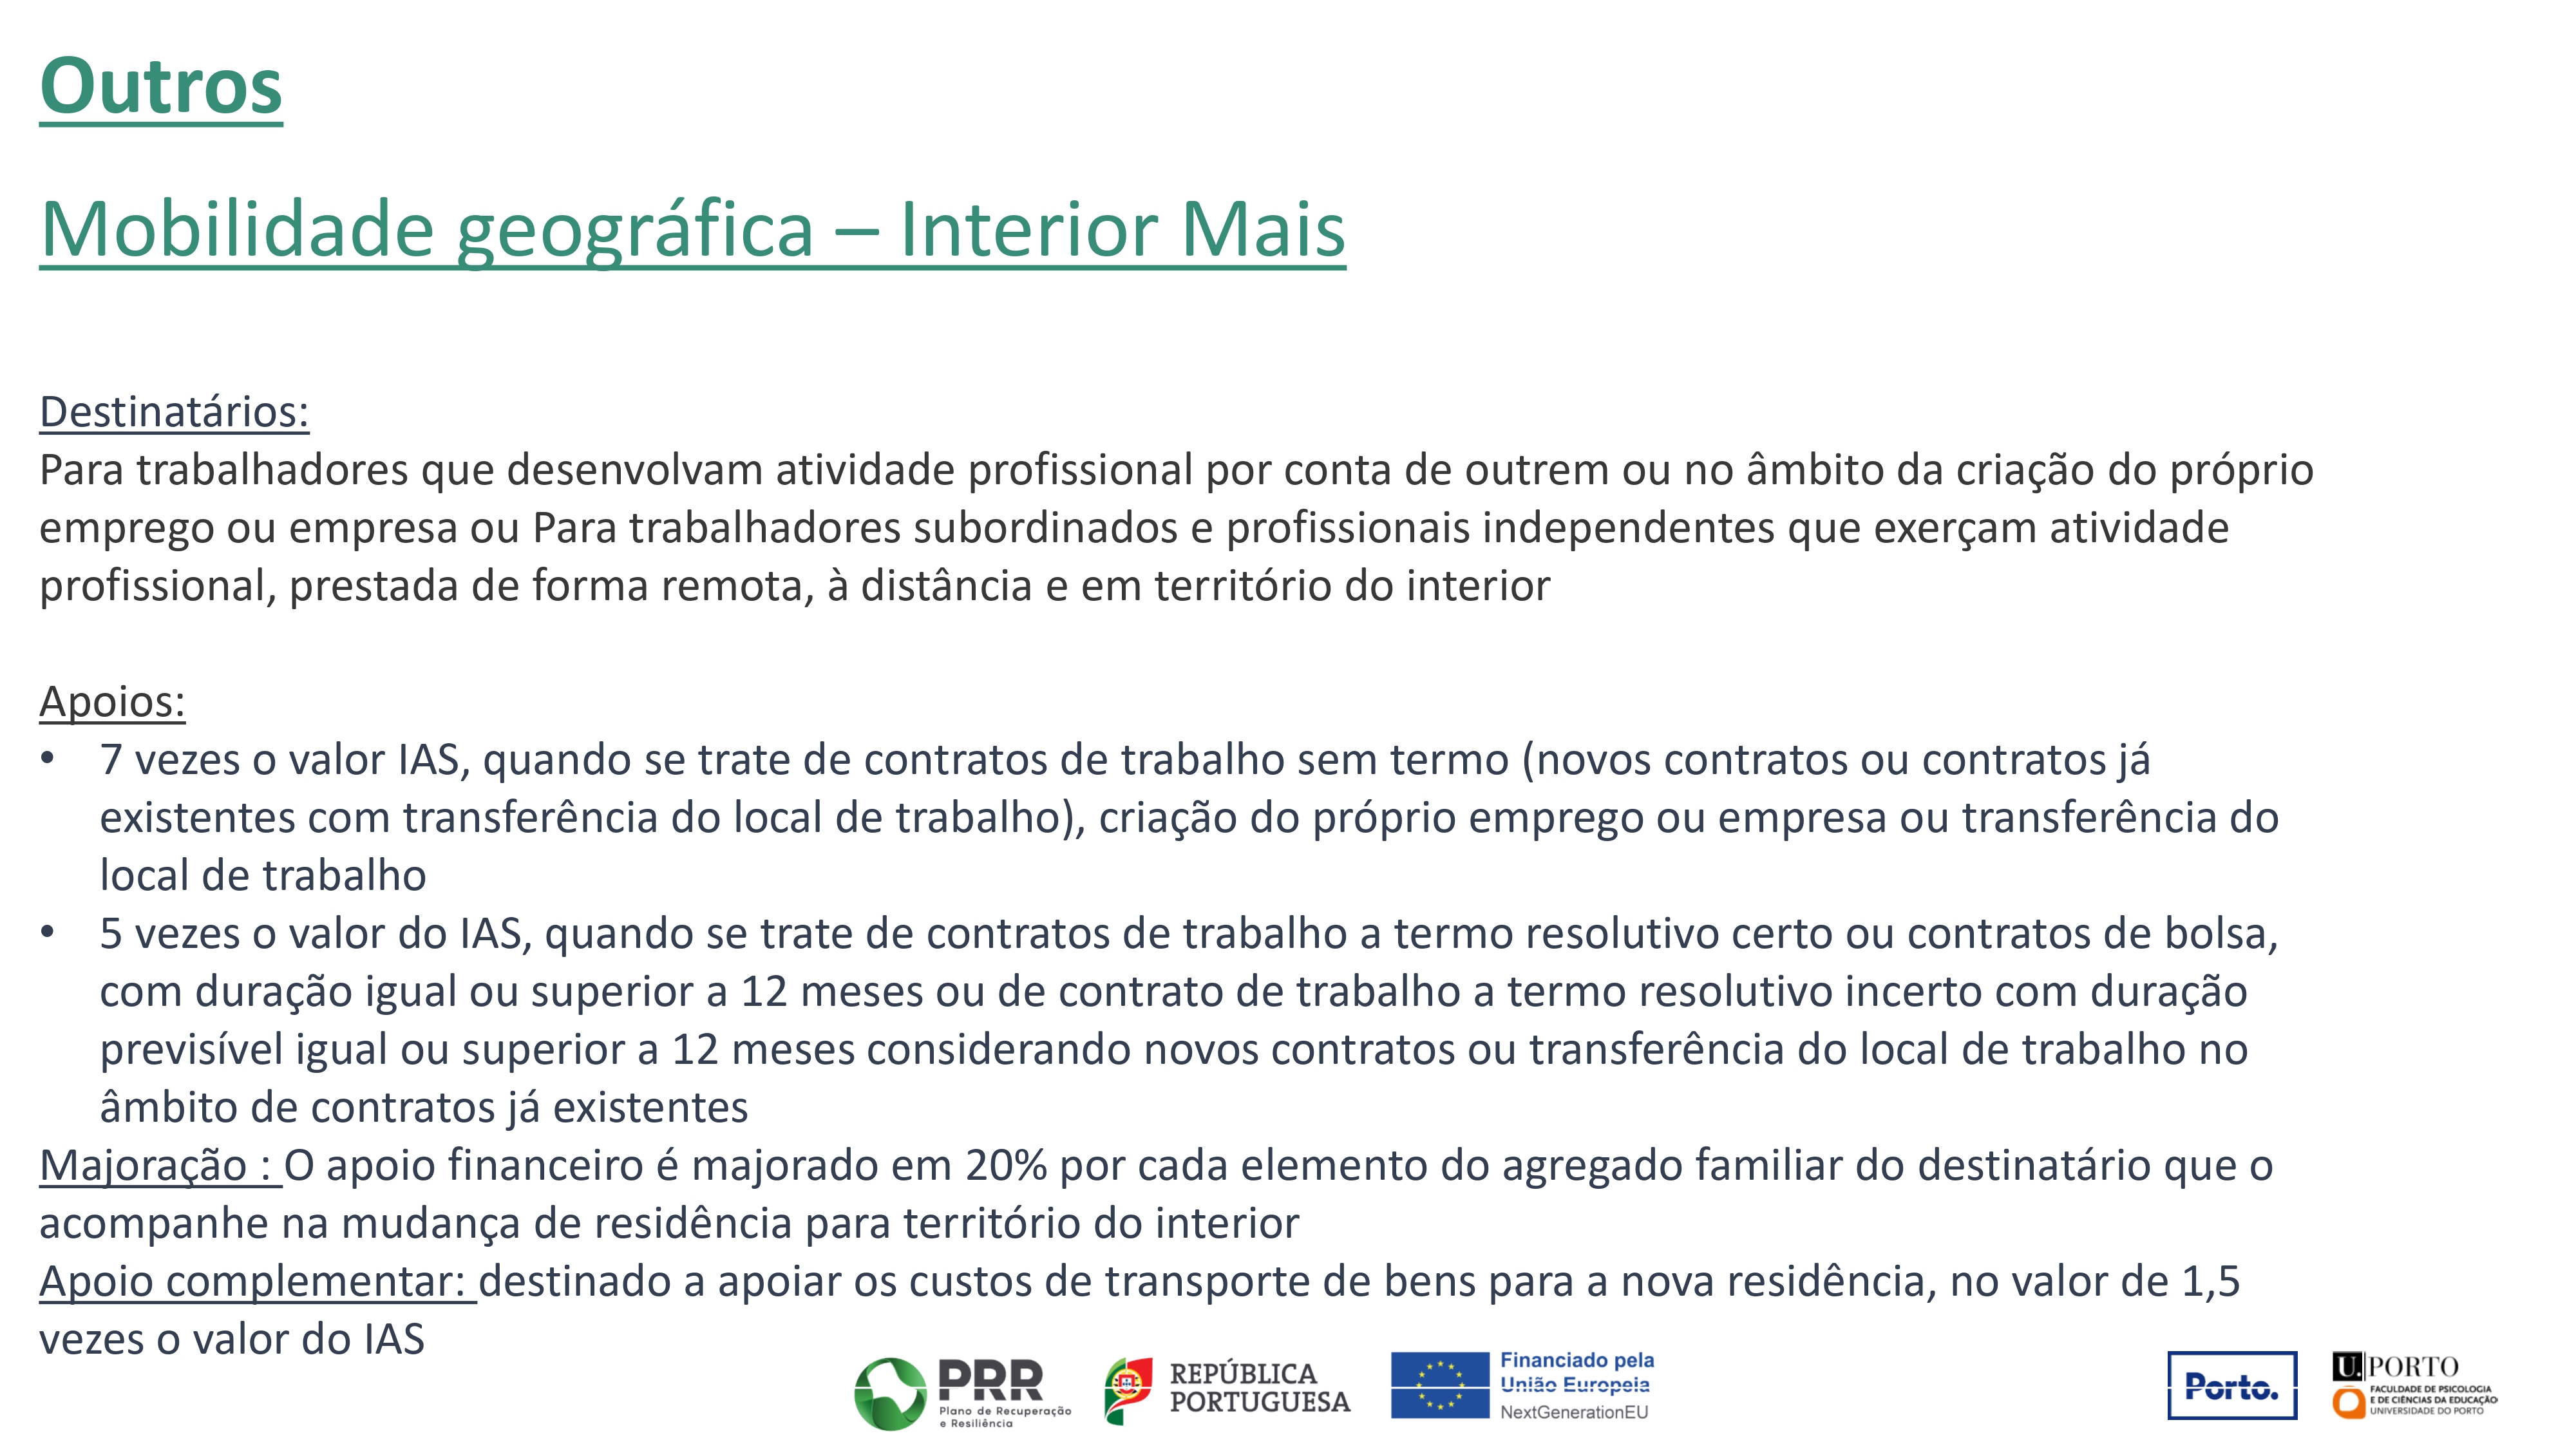 Outros
Mobilidade geográfica – Interior Mais
Destinatários:
Para trabalhadores que desenvolvam atividade profissional por conta de outrem ou no âmbito da criação do próprio
emprego ou empresa ou Para trabalhadores subordinados e profissionais independentes que exerçam atividade
profissional, prestada de forma remota, à distância e em território do interior
Apoios:
• 7 vezes o valor IAS, quando se trate de contratos de trabalho sem termo (novos contratos ou contratos já
existentes com transferência do local de trabalho), criação do próprio emprego ou empresa ou transferência do
local de trabalho
• 5 vezes o valor do IAS, quando se trate de contratos de trabalho a termo resolutivo certo ou contratos de bolsa,
com duração igual ou superior a 12 meses ou de contrato de trabalho a termo resolutivo incerto com duração
previsível igual ou superior a 12 meses considerando novos contratos ou transferência do local de trabalho no
âmbito de contratos já existentes
Majoração : O apoio financeiro é majorado em 20% por cada elemento do agregado familiar do destinatário que o
acompanhe na mudança de residência para território do interior
Apoio complementar: destinado a apoiar os custos de transporte de bens para a nova residência, no valor de 1,5
vezes o valor do IAS
PRR
Plano de Recuperação
e Resiliência
REPÚBLICA
PORTUGUESA
Financiado pela
União Europeia
NextGenerationEU
Porto.
U.PORTO
FACULDADE DE PSICOLOGIA
E DE CIÊNCIAS DA EDUCAÇÃO
UNIVERSIDADE DO PORTO